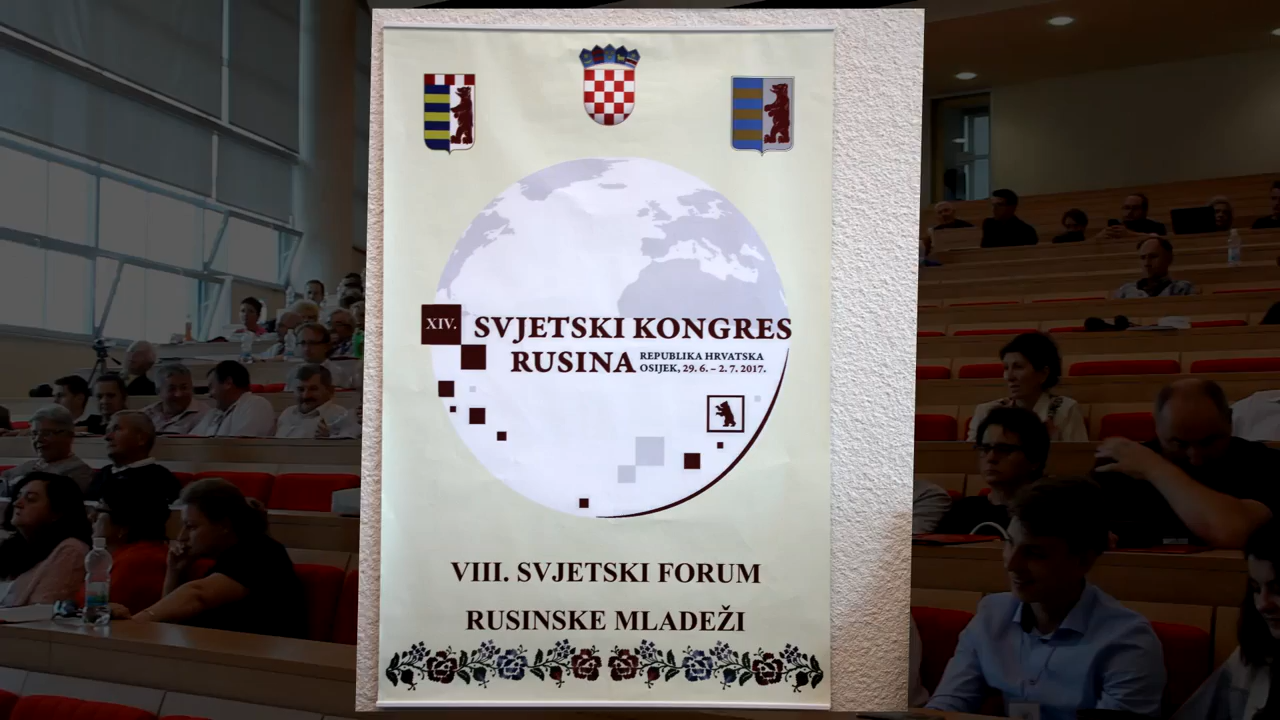 XIV.
SVJETSKI KONGRES
RUSINA
REPUBLIKA HRVATSKA
OSIJEK, 29. 6. – 2. 7. 2017.
VIII. SVJETSKI FORUM
RUSINSKE MLADEŽI